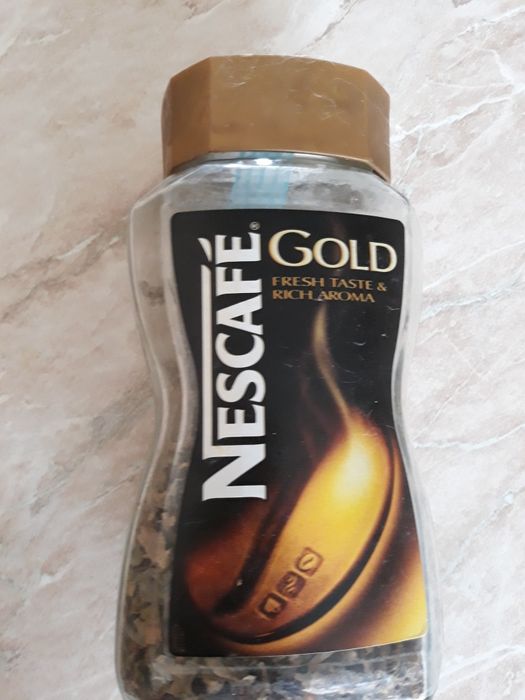 NESCAFÉ®
GOLD
FRESH TASTE &
RICH AROMA